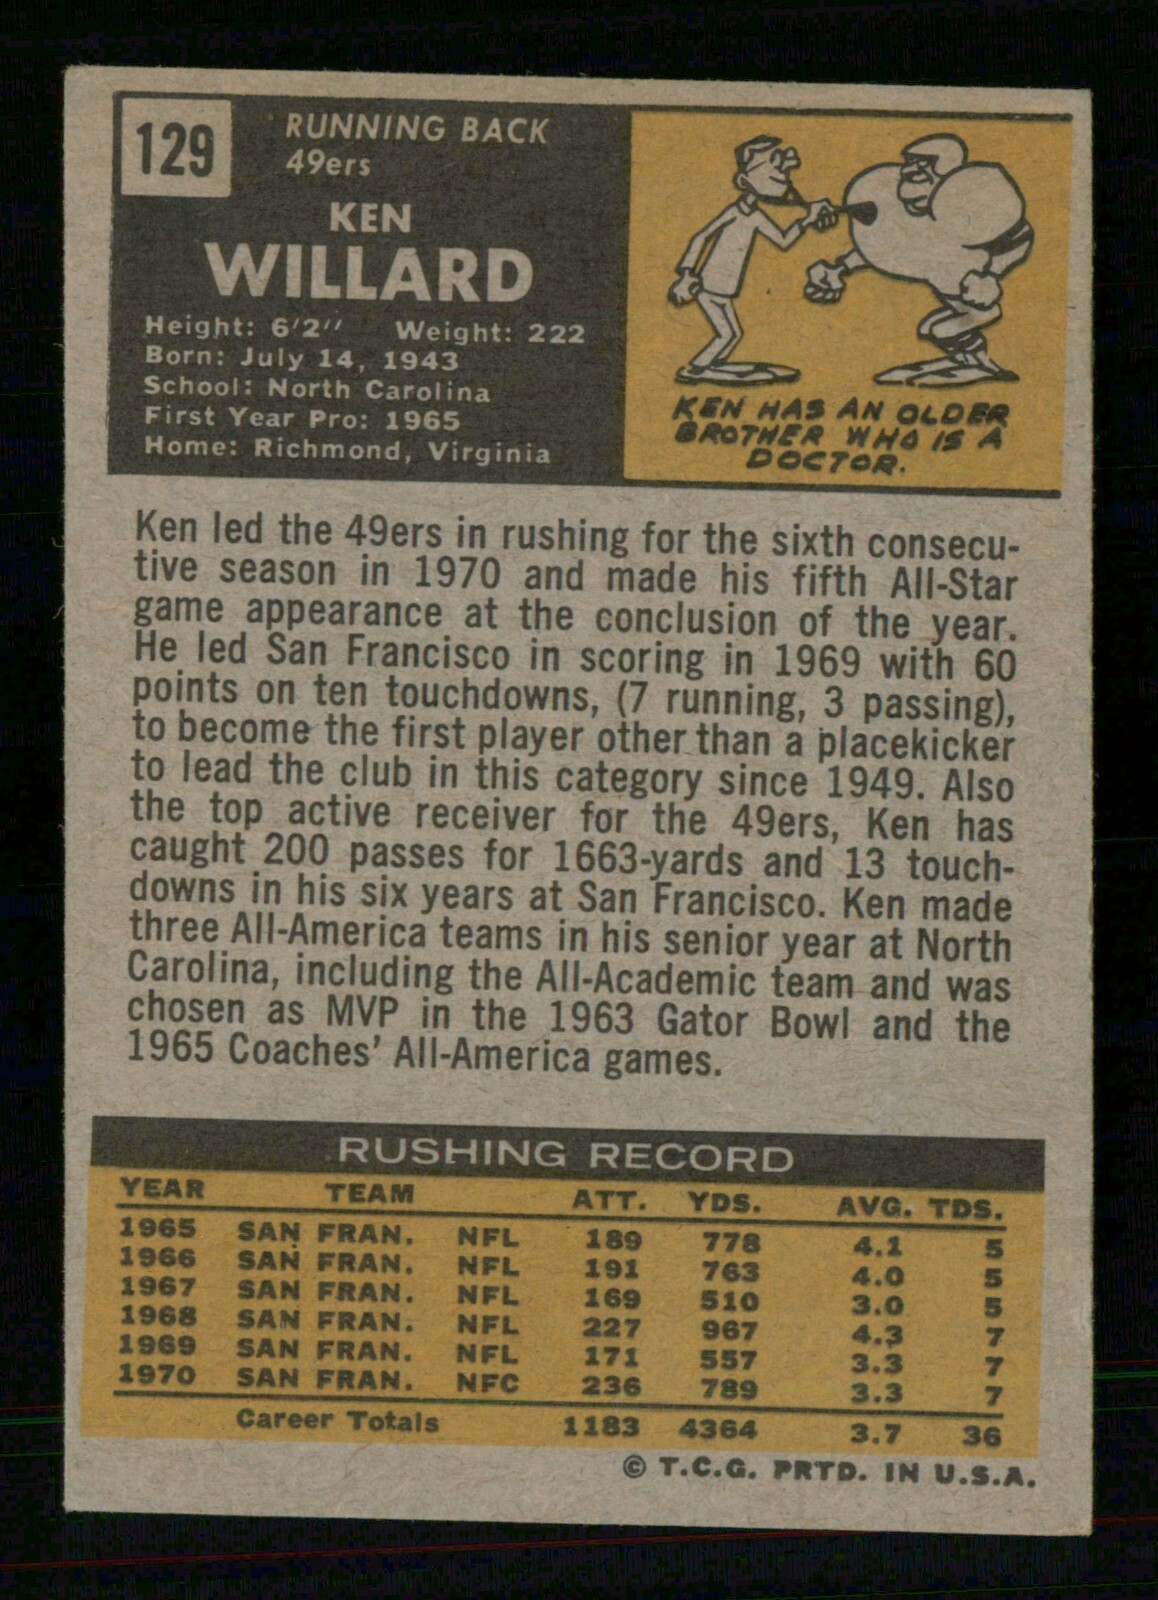 129
RUNNING BACK
49ers
KEN
WILLARD
Height: 6'2" Weight: 222
Born: July 14, 1943
School: North Carolina
First Year Pro: 1965
Home: Richmond, Virginia
KEN HAS AN OLDER
BROTHER WHO IS A
DOCTOR.
Ken led the 49ers in rushing for the sixth consecu-
tive season in 1970 and made his fifth All-Star
game appearance at the conclusion of the year.
He led San Francisco in scoring in 1969 with 60
points on ten touchdowns, (7 running, 3 passing),
to become the first player other than a placekicker
to lead the club in this category since 1949. Also
the top active receiver for the 49ers, Ken has
caught 200 passes for 1663-yards and 13 touch-
downs in his six years at San Francisco. Ken made
three All-America teams in his senior year at North
Carolina, including the All-Academic team and was
chosen as MVP in the 1963 Gator Bowl and the
1965 Coaches' All-America games.
RUSHING RECORD
YEAR TEAM ATT. YDS. AVG. TDS.
1965 SAN FRAN. NFL 189 778 4.1 5
1966 SAN FRAN. NFL 191 763 4.0 5
1967 SAN FRAN. NFL 169 510 3.0 5
1968 SAN FRAN. NFL 227 967 4.3 7
1969 SAN FRAN. NFL 171 557 3.3 7
1970 SAN FRAN. NFC 236 789 3.3 7
Career Totals 1183 4364 3.7 36
© T.C.G. PRTD. IN U.S.A.